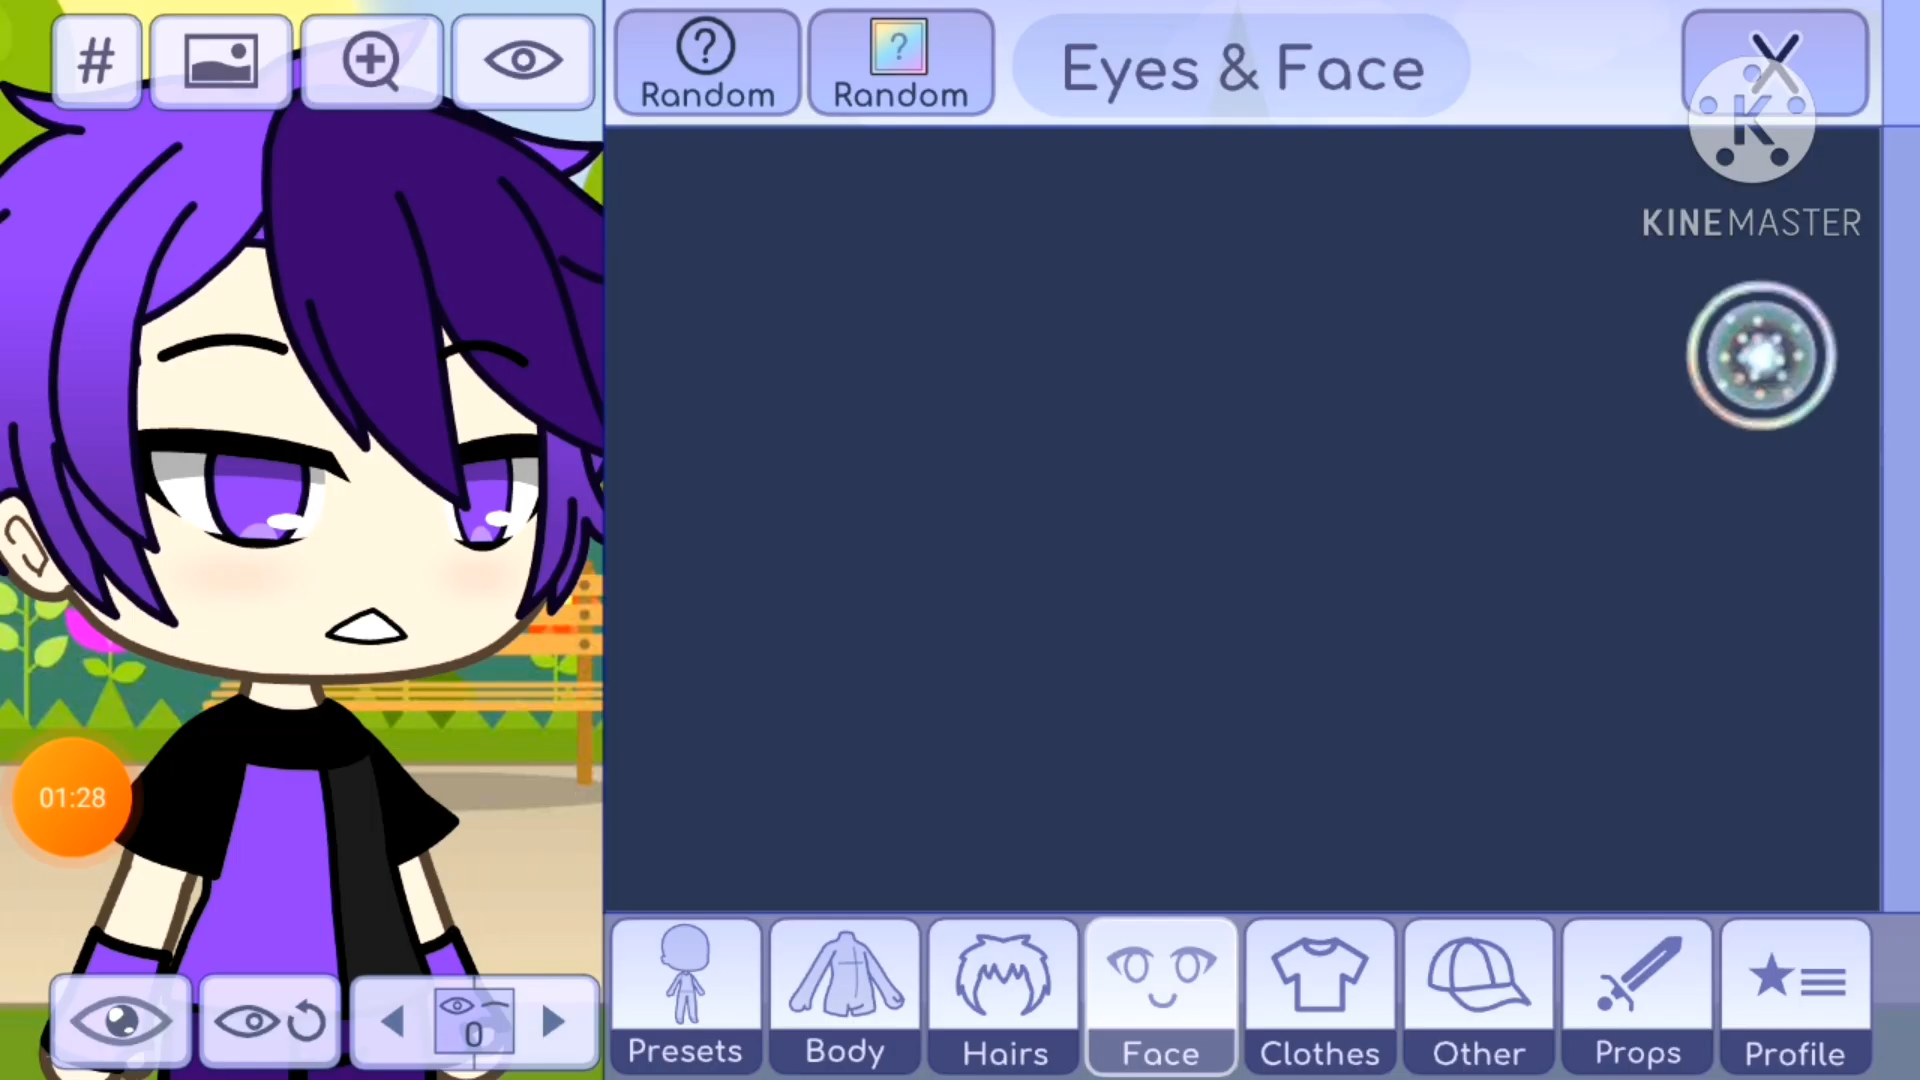 #
?
Random
?
Random
Eyes & Face
X
K
KINEMASTER
01:28
0
Presets
Body
Hairs
Face
Clothes
Other
Props
Profile